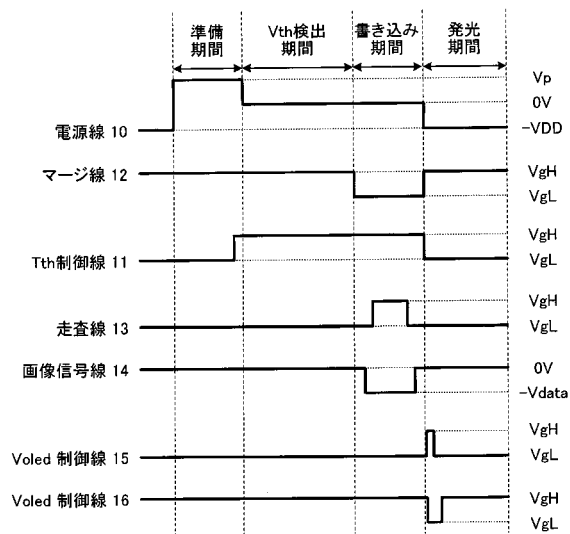 準備期間
Vth検出期間
書き込み期間
発光期間
Vp
0V
電源線 10
-VDD
マージ線 12
VgH
VgL
VgH
Tth制御線 11
VgL
VgH
走査線 13
VgL
画像信号線 14
0V
-Vdata
VgH
Voled 制御線 15
VgL
Voled 制御線 16
VgH
VgL